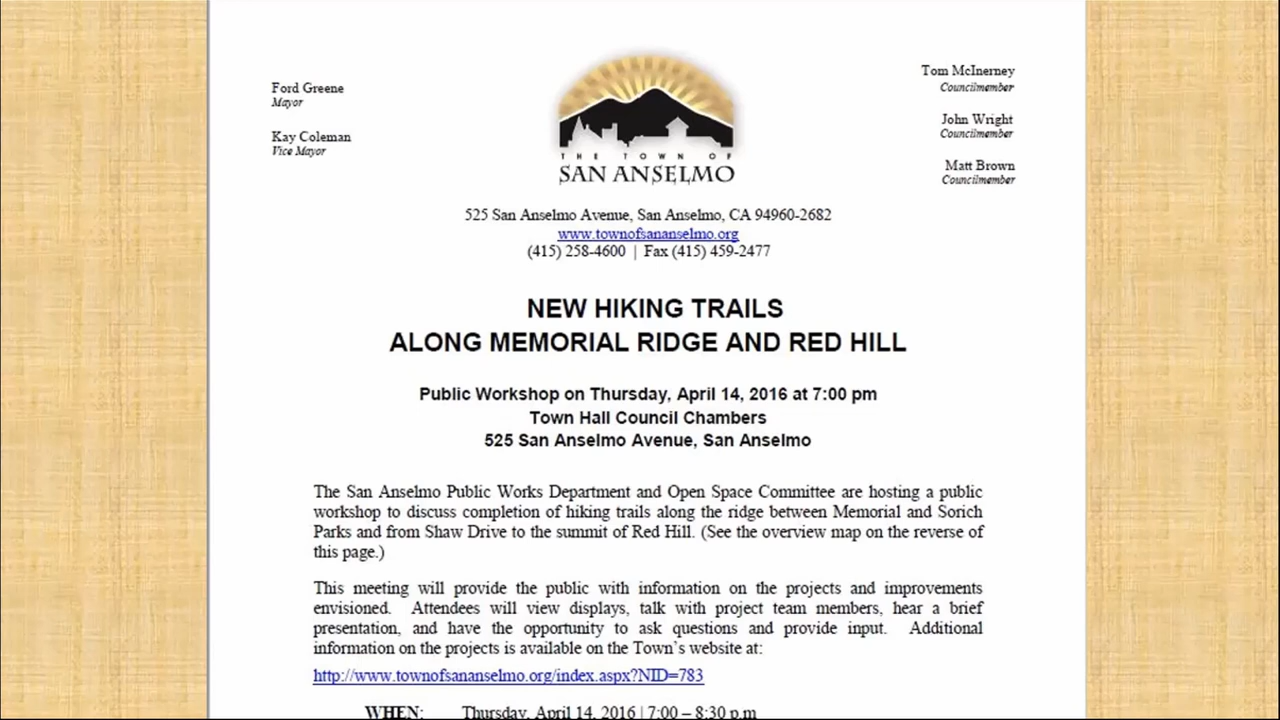 Ford Greene
Mayor
Kay Coleman
Vice Mayor
THE TOWN OF
SAN ANSELMO
Tom McInerney
Councilmember
John Wright
Councilmember
Matt Brown
Councilmember
525 San Anselmo Avenue, San Anselmo, CA 94960-2682
www.townofsananselmo.org
(415) 258-4600 | Fax (415) 459-2477
NEW HIKING TRAILS
ALONG MEMORIAL RIDGE AND RED HILL
Public Workshop on Thursday, April 14, 2016 at 7:00 pm
Town Hall Council Chambers
525 San Anselmo Avenue, San Anselmo
The San Anselmo Public Works Department and Open Space Committee are hosting a public
workshop to discuss completion of hiking trails along the ridge between Memorial and Sorich
Parks and from Shaw Drive to the summit of Red Hill. (See the overview map on the reverse of
this page.)
This meeting will provide the public with information on the projects and improvements
envisioned. Attendees will view displays, talk with project team members, hear a brief
presentation, and have the opportunity to ask questions and provide input. Additional
information on the projects is available on the Town's website at:
http://www.townofsananselmo.org/index.aspx?NID=783
WHEN: Thursday, April 14, 2016 | 7:00 – 8:30 p.m